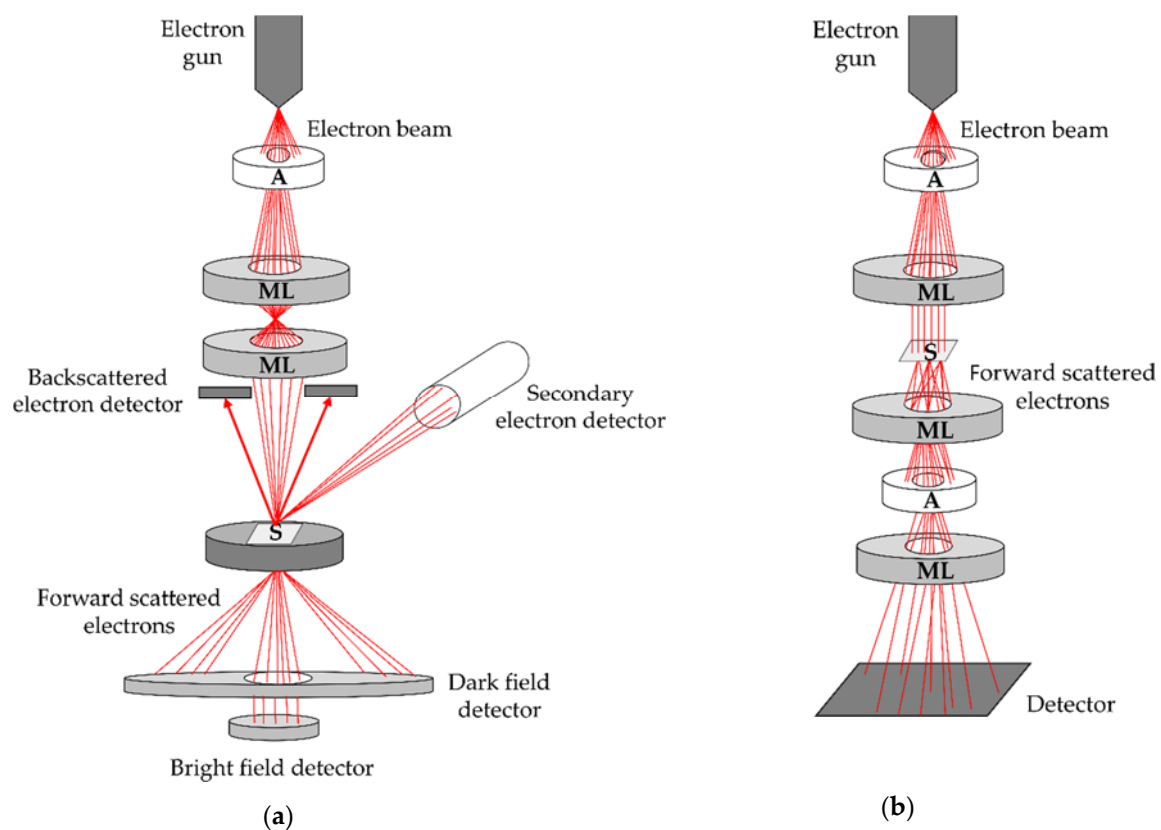 Electron
gun
Electron beam
A
ML
ML
Backscattered
electron detector
Secondary
electron detector
S
Forward scattered
electrons
Dark field
detector
Bright field detector
(a)
Electron
gun
Electron beam
A
ML
S
Forward scattered
electrons
ML
A
ML
Detector
(b)